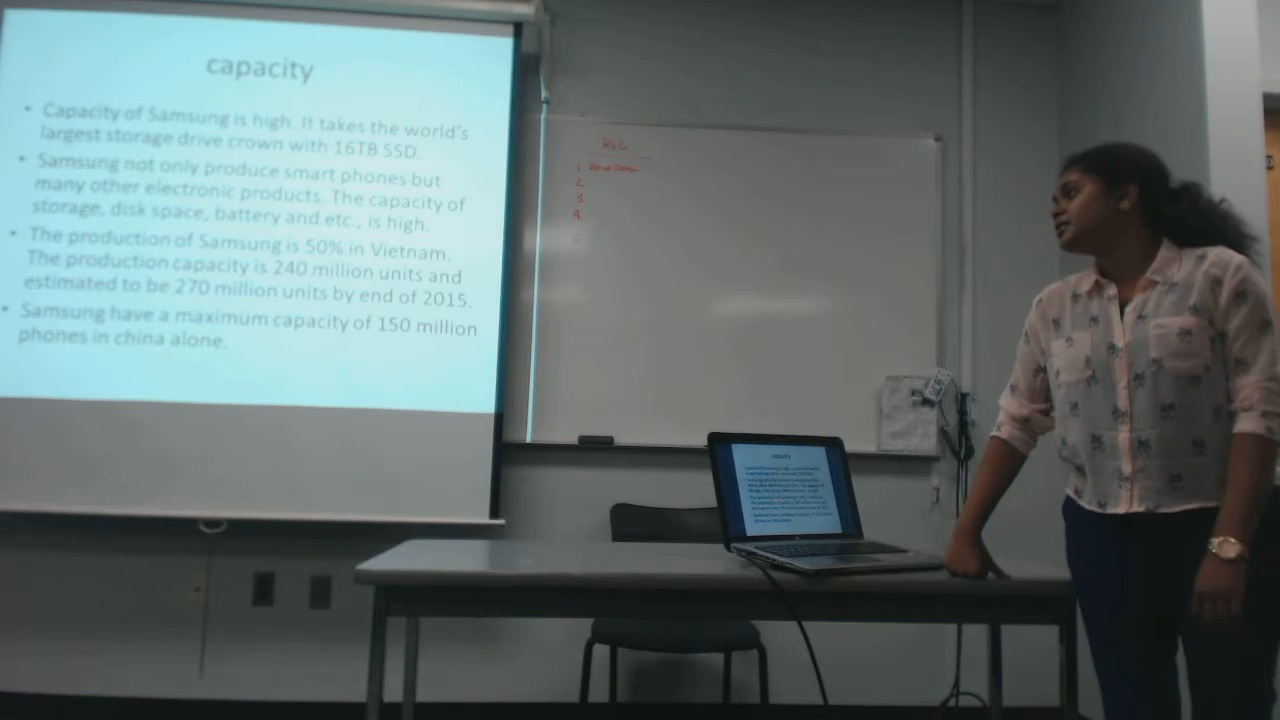 capacity
• Capacity of Samsung is high. It takes the world's
largest storage drive crown with 16TB SSD.
• Samsung not only produce smart phones but
many other electronic products. The capacity of
storage, disk space, battery and etc., is high.
• The production of Samsung is 50% in Vietnam.
The production capacity is 240 million units and
estimated to be 270 million units by end of 2015.
• Samsung have a maximum capacity of 150 million
phones in china alone.
1
2
3
4
capacity